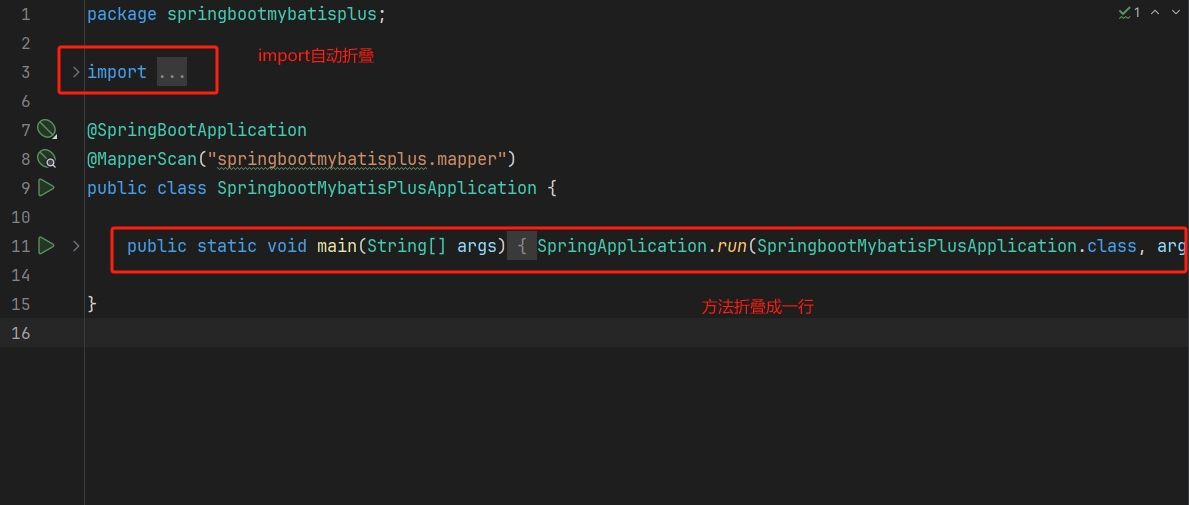 1 package springbootmybatisplus; 1
2
import自动折叠
3 import ...
6
7 @SpringBootApplication
8 @MapperScan("springbootmybatisplus.mapper")
9 public class SpringbootMybatisPlusApplication {
10
11 public static void main(String[] args) { SpringApplication.run(SpringbootMybatisPlusApplication.class, arg
14
15 }
方法折叠成一行
16